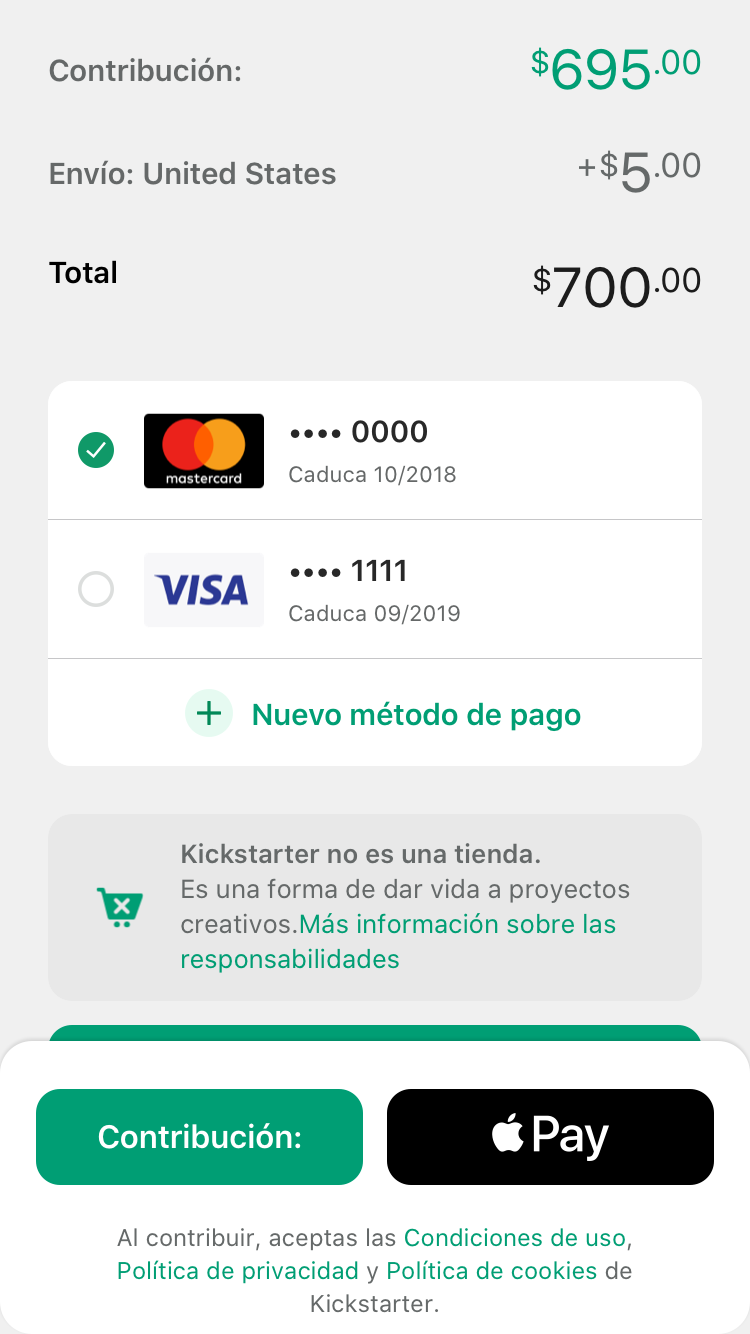 Contribución: $695.00
Envío: United States +$5.00
Total $700.00
mastercard
•••• 0000
Caduca 10/2018
VISA
•••• 1111
Caduca 09/2019
+ Nuevo método de pago
Kickstarter no es una tienda.
Es una forma de dar vida a proyectos
creativos.Más información sobre las
responsabilidades
Contribución:
Pay
Al contribuir, aceptas las Condiciones de uso,
Política de privacidad y Política de cookies de
Kickstarter.